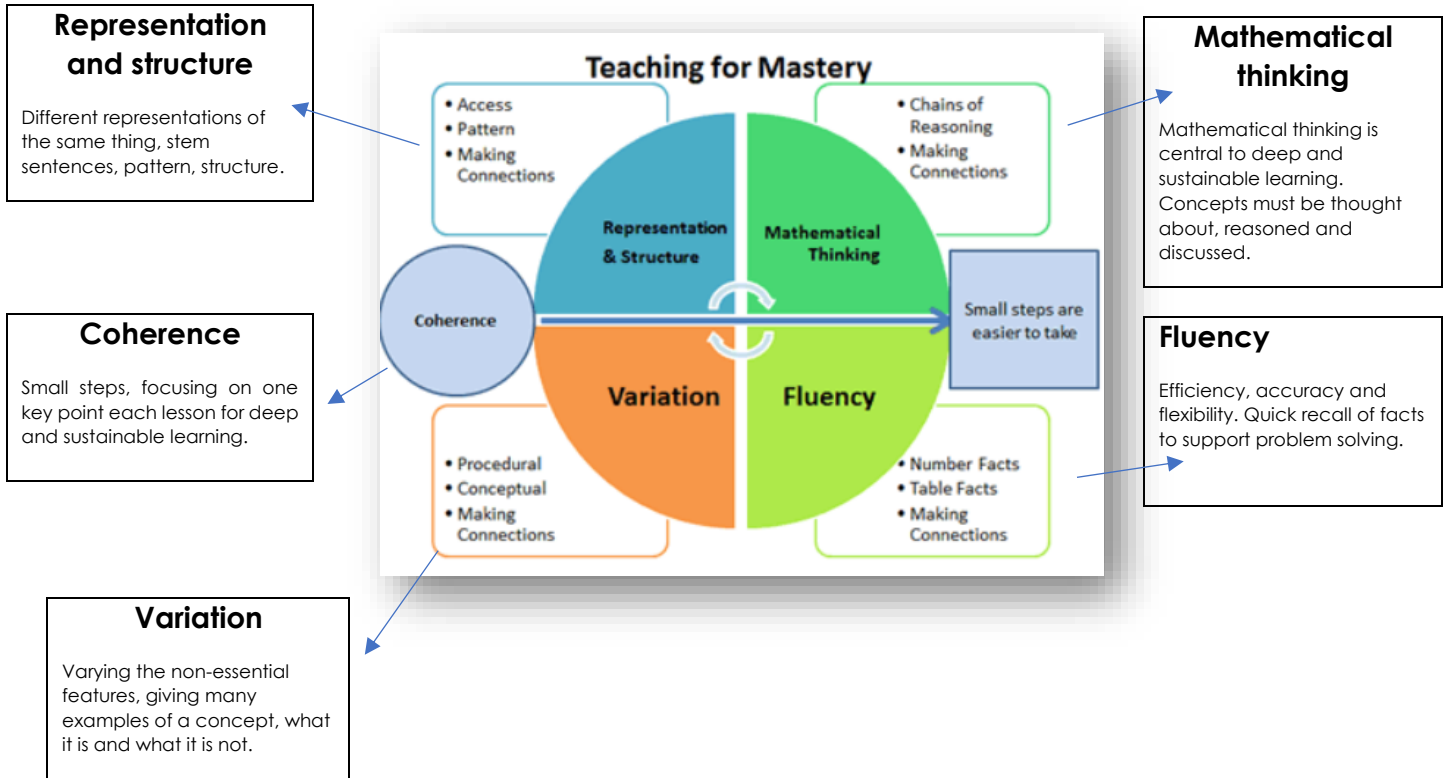 Representation
and structure
Different representations of
the same thing, stem
sentences, pattern, structure.
Coherence
Small steps, focusing on one
key point each lesson for deep
and sustainable learning.
Variation
Varying the non-essential
features, giving many
examples of a concept, what
it is and what it is not.
Teaching for Mastery
• Access
• Pattern
• Making
Connections
Representation
& Structure
• Chains of
Reasoning
• Making
Connections
Mathematical
Thinking
Coherence
Small steps are
easier to take
Variation
Fluency
• Procedural
• Conceptual
• Making
Connections
• Number Facts
• Table Facts
• Making
Connections
Mathematical
thinking
Mathematical thinking is
central to deep and
sustainable learning.
Concepts must be thought
about, reasoned and
discussed.
Fluency
Efficiency, accuracy and
flexibility. Quick recall of facts
to support problem solving.